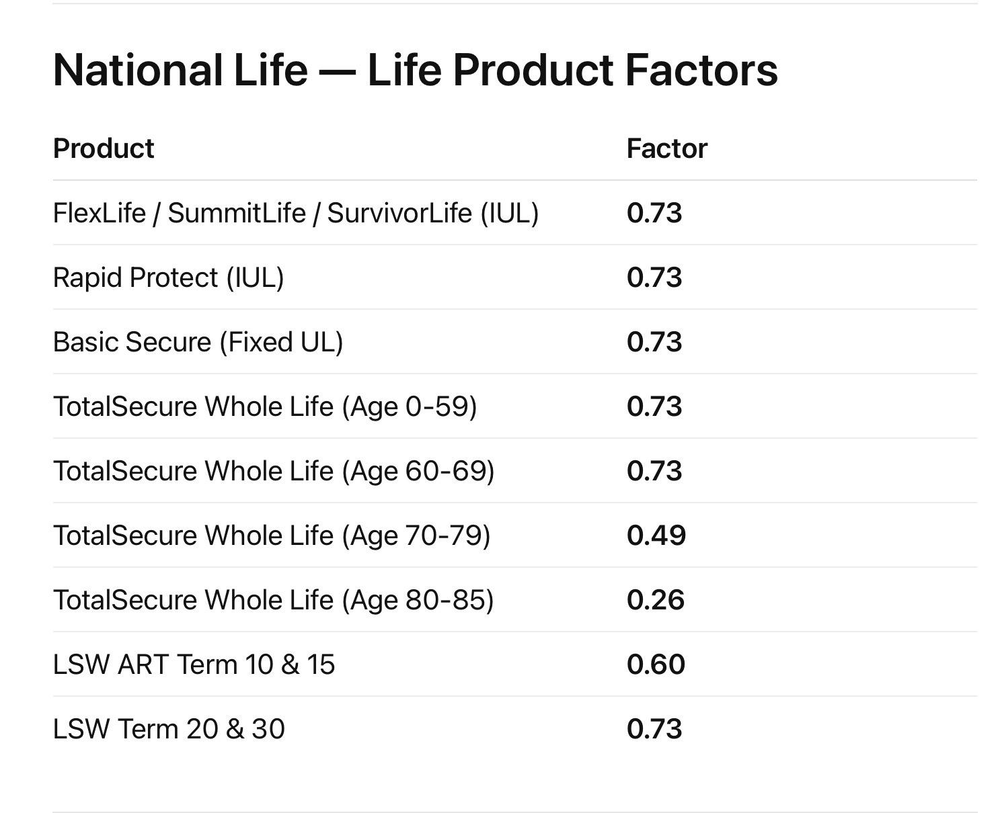 National Life — Life Product Factors
Product Factor
FlexLife / SummitLife / SurvivorLife (IUL) 0.73
Rapid Protect (IUL) 0.73
Basic Secure (Fixed UL) 0.73
TotalSecure Whole Life (Age 0-59) 0.73
TotalSecure Whole Life (Age 60-69) 0.73
TotalSecure Whole Life (Age 70-79) 0.49
TotalSecure Whole Life (Age 80-85) 0.26
LSW ART Term 10 & 15 0.60
LSW Term 20 & 30 0.73